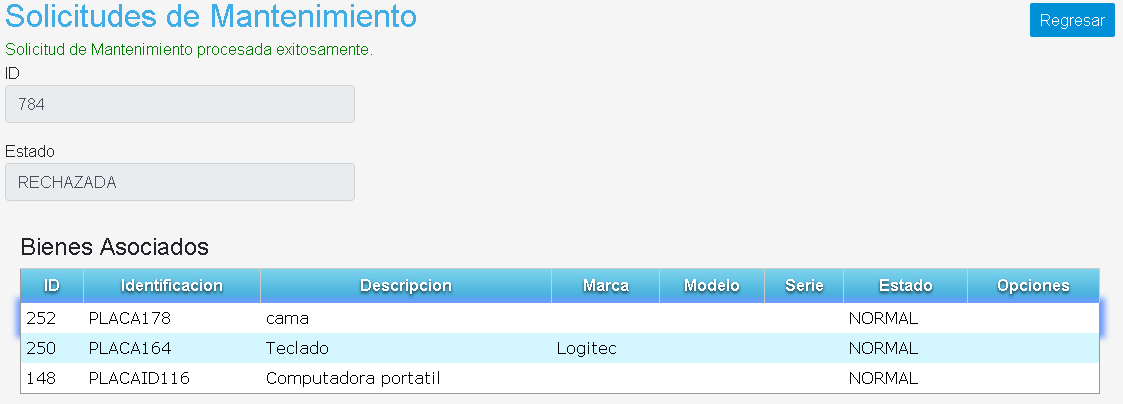 Solicitudes de Mantenimiento
Regresar
Solicitud de Mantenimiento procesada exitosamente.
ID
784
Estado
RECHAZADA
Bienes Asociados
ID Identificacion Descripcion Marca Modelo Serie Estado Opciones
252 PLACA178 cama NORMAL
250 PLACA164 Teclado Logitec NORMAL
148 PLACAID116 Computadora portatil NORMAL